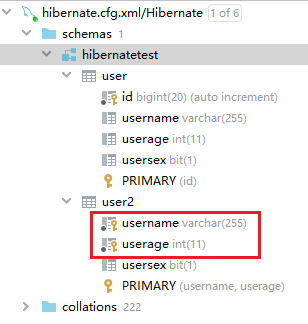 hibernate.cfg.xml/Hibernate 1 of 6
schemas 1
hibernatetest
user
id bigint(20) (auto increment)
username varchar(255)
userage int(11)
usersex bit(1)
PRIMARY (id)
user2
username varchar(255)
userage int(11)
usersex bit(1)
PRIMARY (username, userage)
collations 222